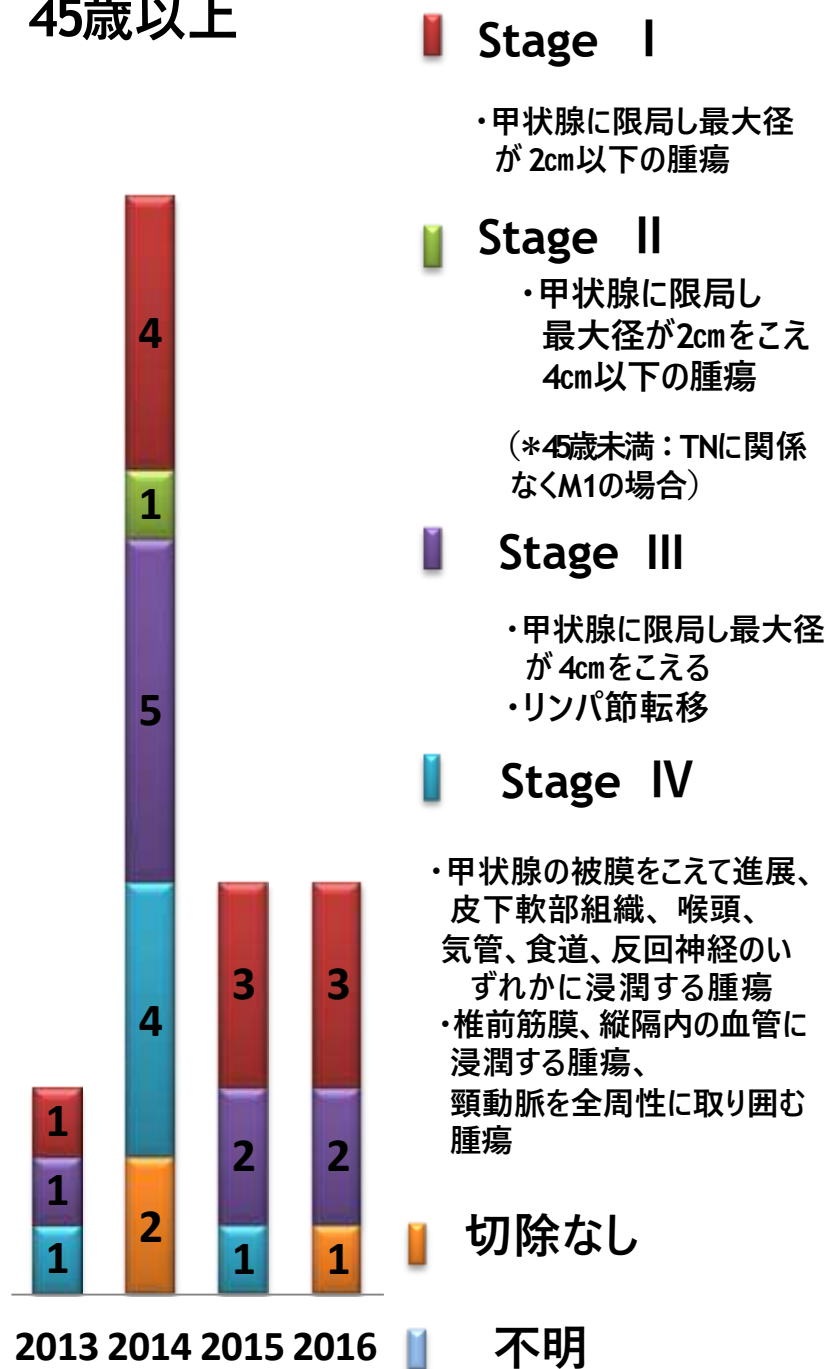 45歳以上
4
1
5
4
2
1
1
1
3
2
1
3
2
1
2013 2014 2015 2016
Stage Ⅰ
・甲状腺に限局し最大径
が 2㎝以下の腫瘍
Stage Ⅱ
・甲状腺に限局し
最大径が2㎝をこえ
4㎝以下の腫瘍
（*45歳未満：TNに関係
なくM1の場合）
Stage Ⅲ
・甲状腺に限局し最大径
が 4㎝をこえる
・リンパ節転移
Stage Ⅳ
・甲状腺の被膜をこえて進展、
皮下軟部組織、喉頭、
気管、食道、反回神経のい
ずれかに浸潤する腫瘍
・椎前筋膜、縦隔内の血管に
浸潤する腫瘍、
頸動脈を全周性に取り囲む
腫瘍
切除なし
不明